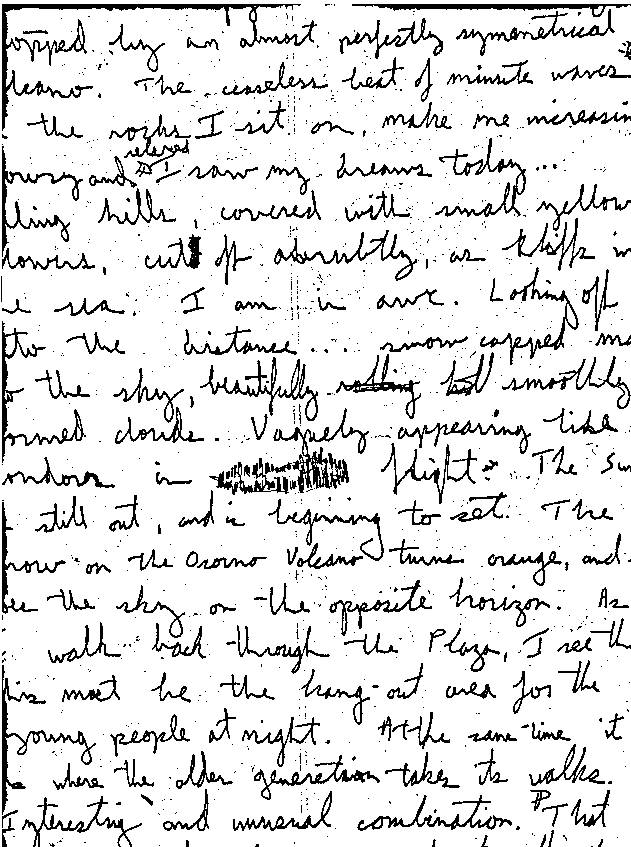 opped by an almost perfectly symmetrical
lcano. The ceaseless beat of minute waves
the rocks I sit on, make me increasin
relaxed
owsy and I saw my dreams today...
lling hills, covered with small yellow
lowers, cut off abruptly, as cliffs in
e sea. I am in awe. Looking off
to the distance... snow capped mo
o the sky, beautifully rolling smoothly
ormed clouds. Vaguely appearing like
ondors in flight. The Sun
still out, and is beginning to set. The
now on the Osorno Volcano turns orange, and
ee the sky on the opposite horizon. As
walk back through the Plaza, I see th
his must be the hang-out area for the
young people at night. At the same time it
s where the older generation takes its walks.
Interesting and unusual combination. That